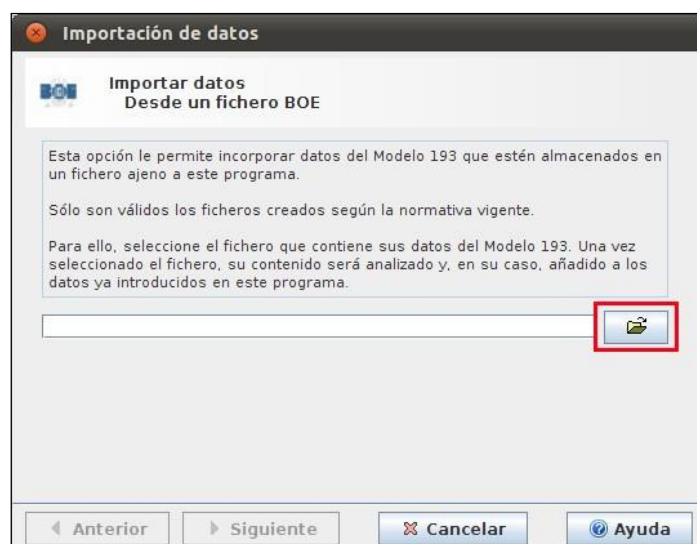 Importación de datos
BOE
Importar datos
Desde un fichero BOE
Esta opción le permite incorporar datos del Modelo 193 que estén almacenados en
un fichero ajeno a este programa.
Sólo son válidos los ficheros creados según la normativa vigente.
Para ello, seleccione el fichero que contiene sus datos del Modelo 193. Una vez
seleccionado el fichero, su contenido será analizado y, en su caso, añadido a los
datos ya introducidos en este programa.
Anterior
Siguiente
Cancelar
Ayuda